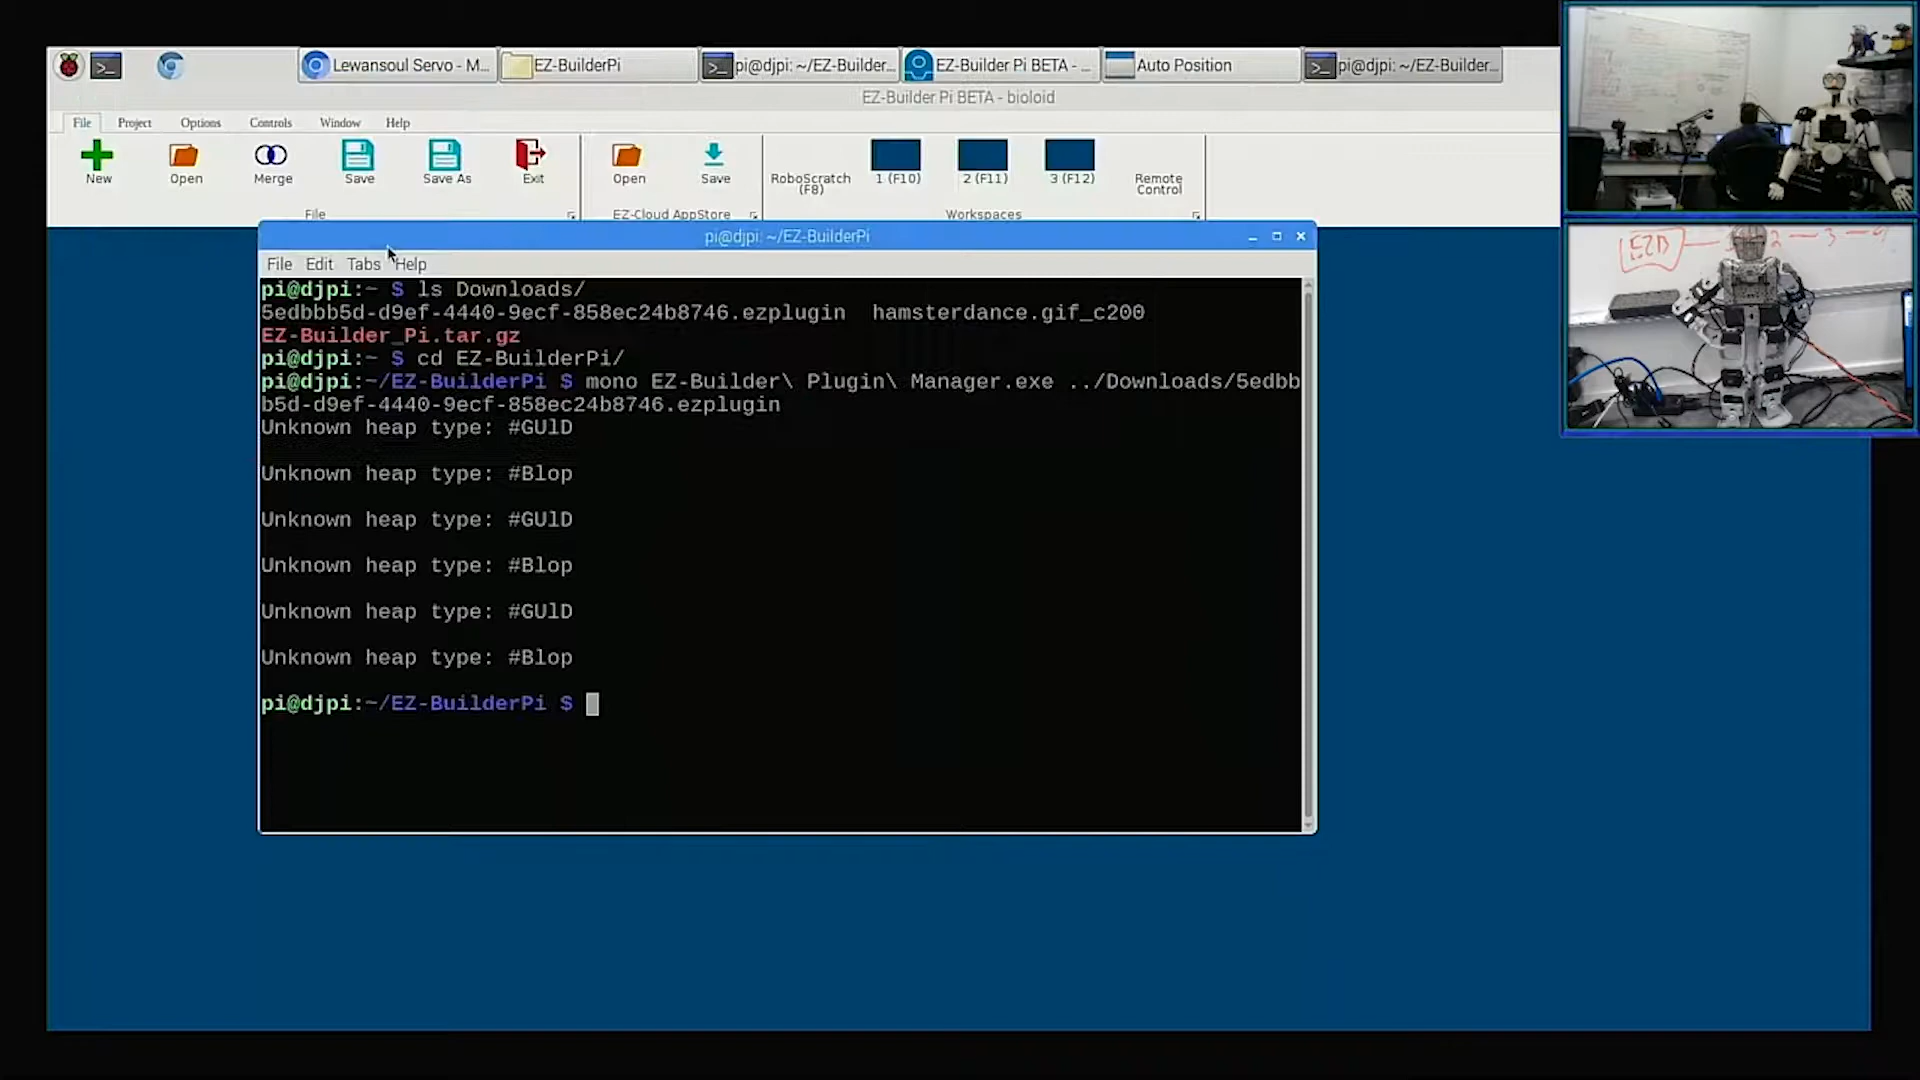 Lewansoul Servo - M...
EZ-BuilderPi
pi@djpi: ~/EZ-Builder...
EZ-Builder Pi BETA - ...
Auto Position
pi@djpi: ~/EZ-Builder...
EZ-Builder Pi BETA - bioloid
File Project Options Controls Window Help
New Open Merge Save Save As Exit Open Save RoboScratch (F8) 1 (F10) 2 (F11) 3 (F12) Remote Control
File EZ-Cloud AppStore Workspaces
pi@djpi: ~/EZ-BuilderPi
File Edit Tabs Help
pi@djpi:~ $ ls Downloads/
5edbbb5d-d9ef-4440-9ecf-858ec24b8746.ezplugin hamsterdance.gif_c200
EZ-Builder_Pi.tar.gz
pi@djpi:~ $ cd EZ-BuilderPi/
pi@djpi:~/EZ-BuilderPi $ mono EZ-Builder\ Plugin\ Manager.exe ../Downloads/5edbb
b5d-d9ef-4440-9ecf-858ec24b8746.ezplugin
Unknown heap type: #GUlD
Unknown heap type: #Blop
Unknown heap type: #GUlD
Unknown heap type: #Blop
Unknown heap type: #GUlD
Unknown heap type: #Blop
pi@djpi:~/EZ-BuilderPi $
EZB
2 — 3 —